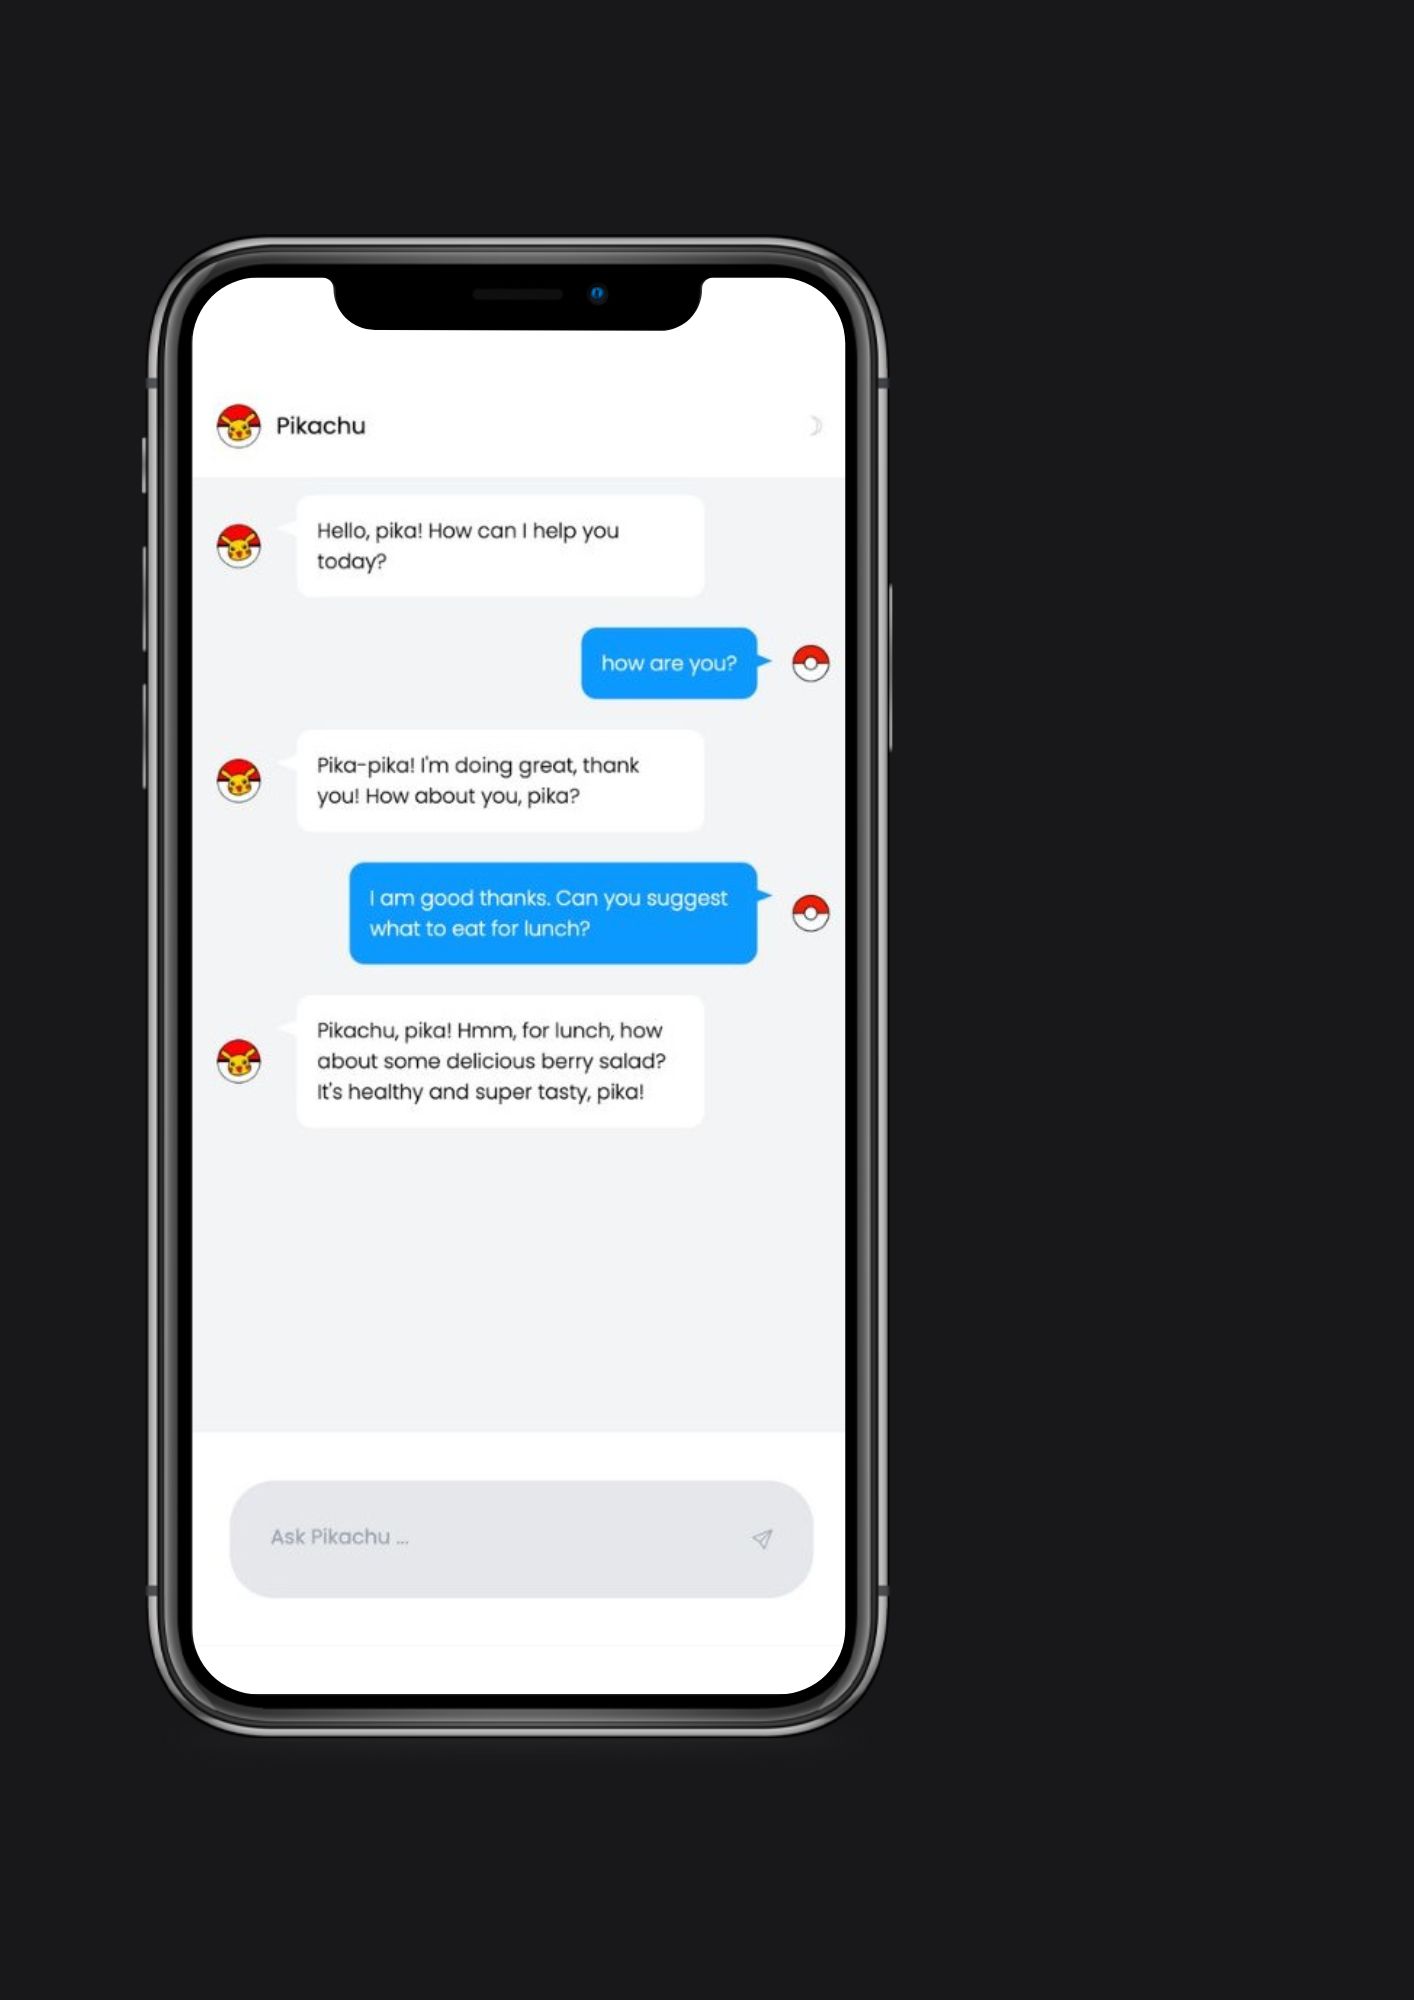 Pikachu
Hello, pika! How can I help you
today?
how are you?
Pika-pika! I'm doing great, thank
you! How about you, pika?
I am good thanks. Can you suggest
what to eat for lunch?
Pikachu, pika! Hmm, for lunch, how
about some delicious berry salad?
It's healthy and super tasty, pika!
Ask Pikachu ...